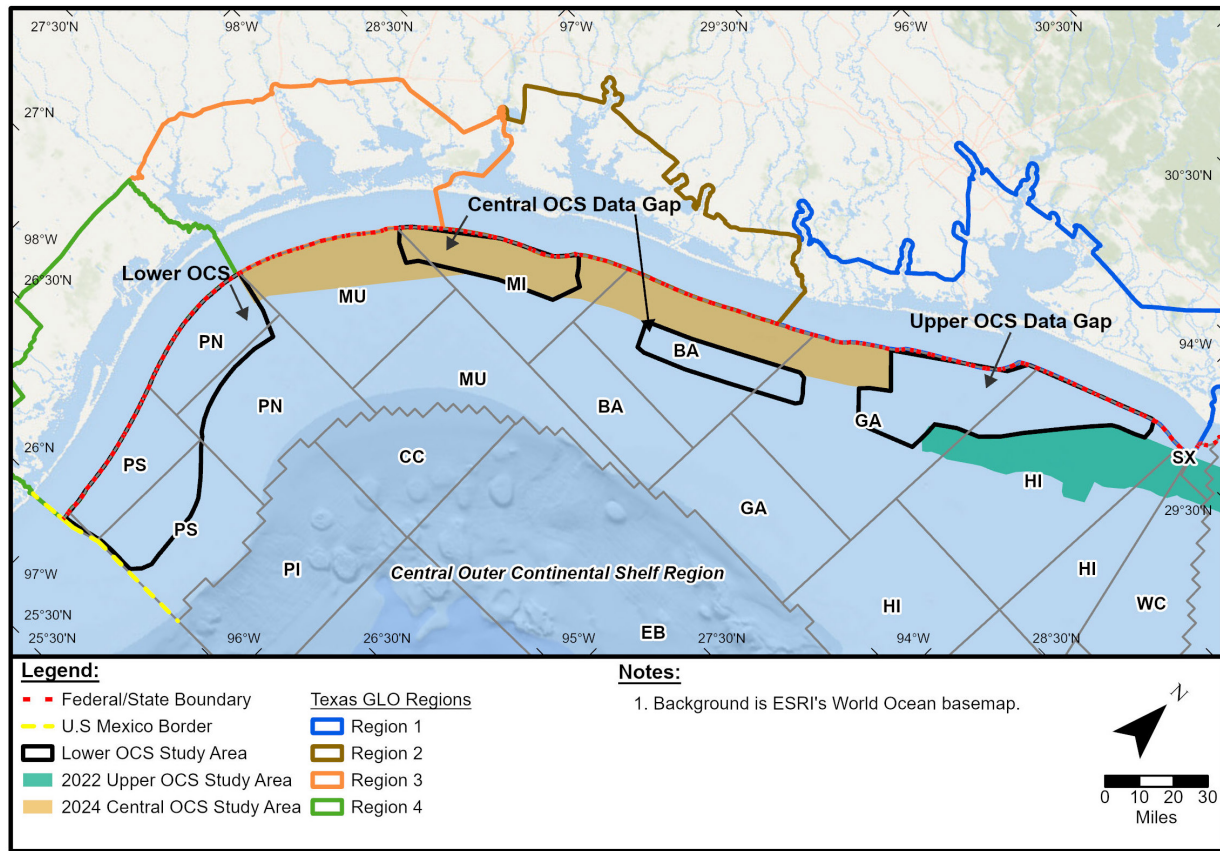 27°30'N
98°W
28°30'N
97°W
29°30'N
96°W
30°30'N
27°N
30°30'N
98°W
Central OCS Data Gap
Lower OCS
26°30'N
MU
MI
PN
Upper OCS Data Gap
94°W
BA
MU
BA
PN
GA
26°N
PS
CC
SX
HI
PS
GA
29°30'N
PI
Central Outer Continental Shelf Region
97°W
HI
HI
WC
25°30'N
EB
25°30'N
96°W
26°30'N
95°W
27°30'N
94°W
28°30'N
Legend:
Federal/State Boundary
U.S Mexico Border
Lower OCS Study Area
2022 Upper OCS Study Area
2024 Central OCS Study Area
Texas GLO Regions
Region 1
Region 2
Region 3
Region 4
Notes:
1. Background is ESRI's World Ocean basemap.
N
0 10 20 30
Miles